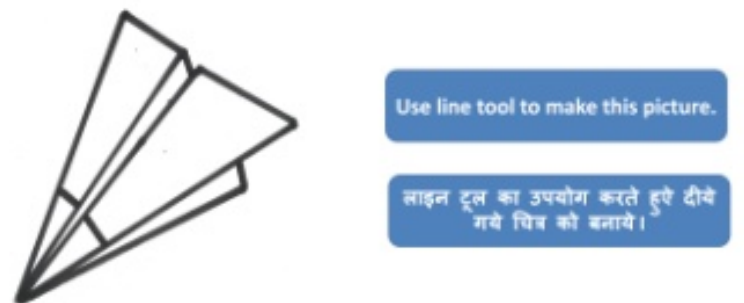 Use line tool to make this picture.
लाइन टूल का उपयोग करते हुऐ दीये
गये चित्र को बनाये।